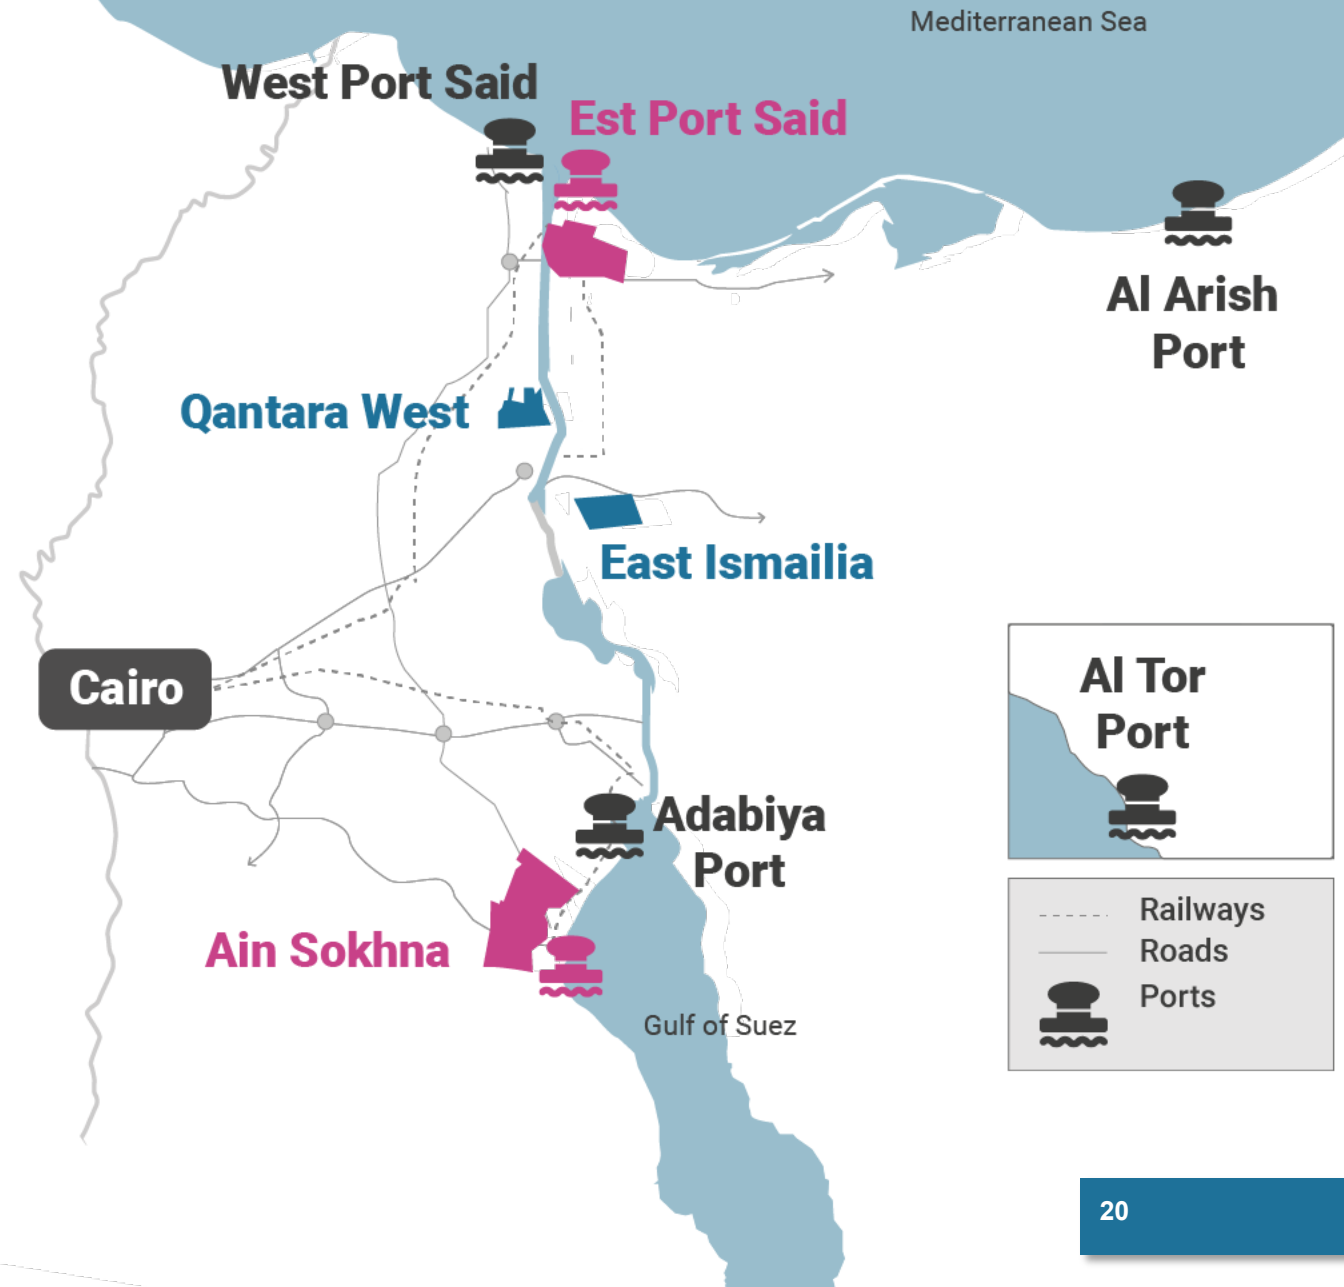 Mediterranean Sea
West Port Said
Est Port Said
Al Arish
Port
Qantara West
East Ismailia
Cairo
Al Tor
Port
Adabiya
Port
Ain Sokhna
Railways
Roads
Ports
Gulf of Suez
20